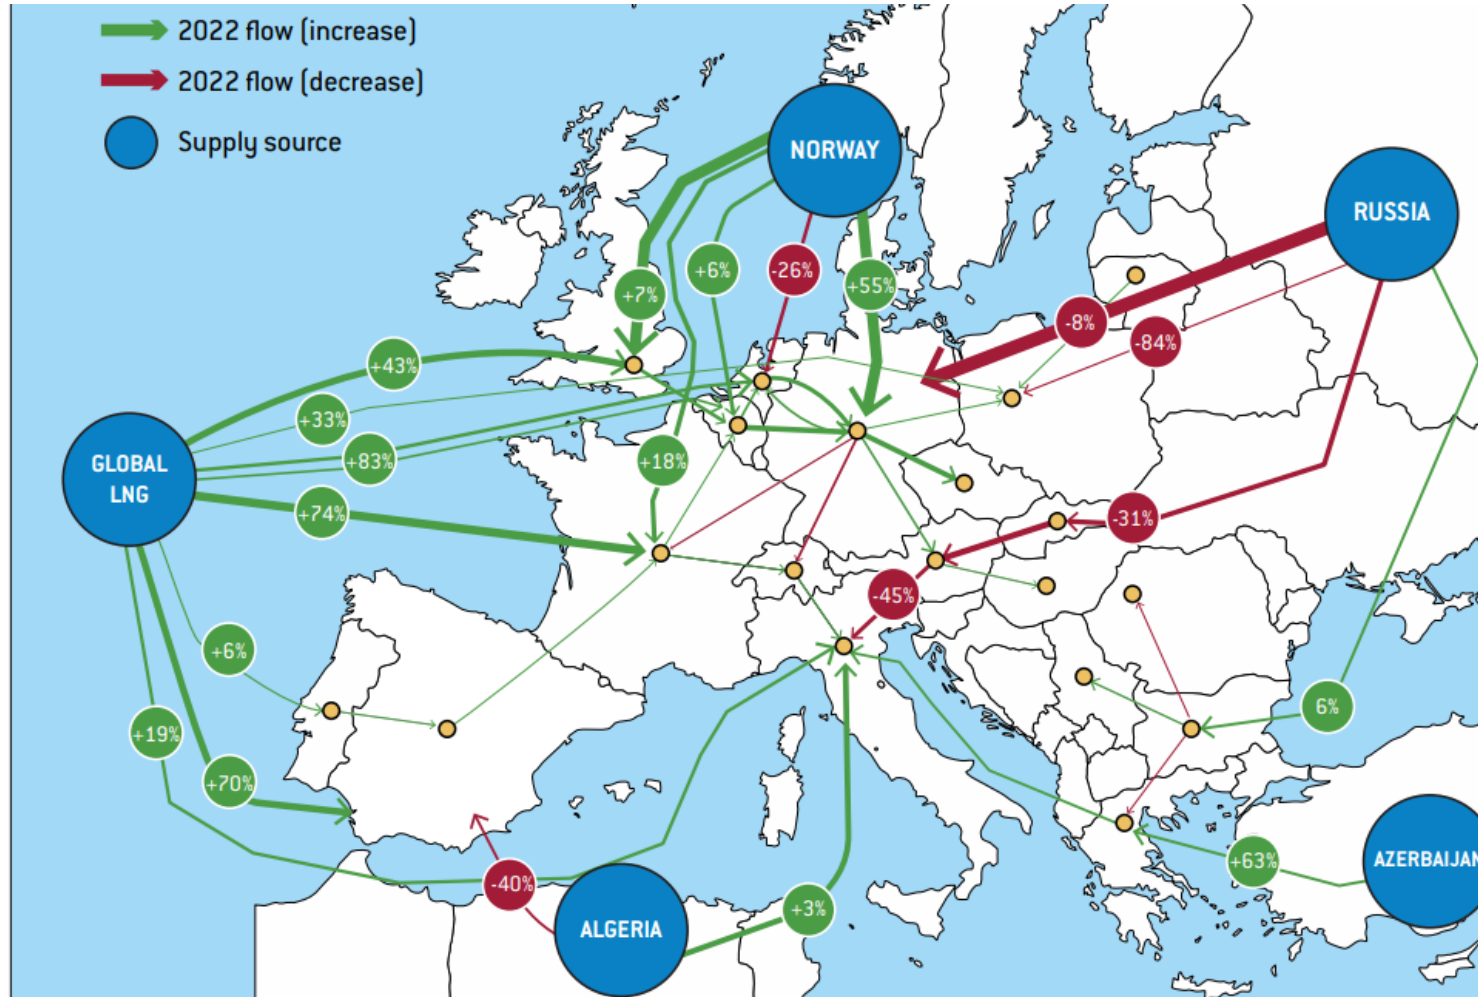 2022 flow (increase)
2022 flow (decrease)
Supply source
NORWAY
RUSSIA
+6%
-26%
+7%
+55%
-8%
-84%
+43%
+33%
+83%
+18%
GLOBAL
LNG
+74%
-31%
-45%
+6%
6%
+19%
+70%
-40%
+3%
ALGERIA
+63%
AZERBAIJAN